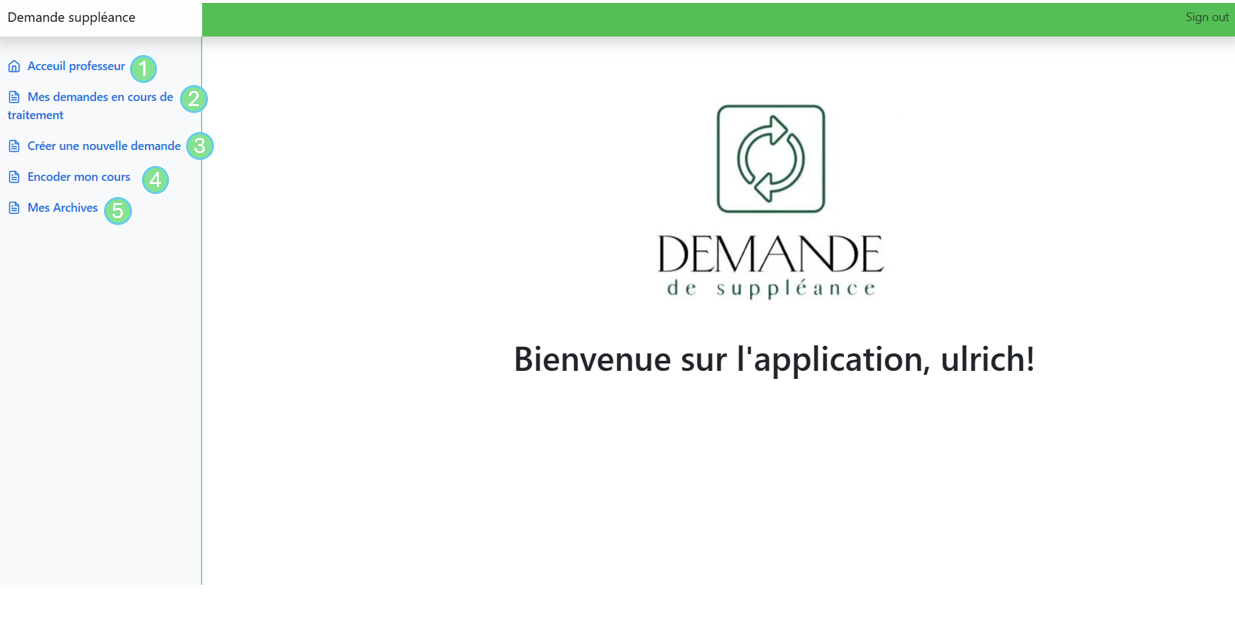 Demande suppléance
Sign out
Acceuil professeur 1
Mes demandes en cours de 2
traitement
Créer une nouvelle demande 3
Encoder mon cours 4
Mes Archives 5
DEMANDE
de suppléance
Bienvenue sur l'application, ulrich!